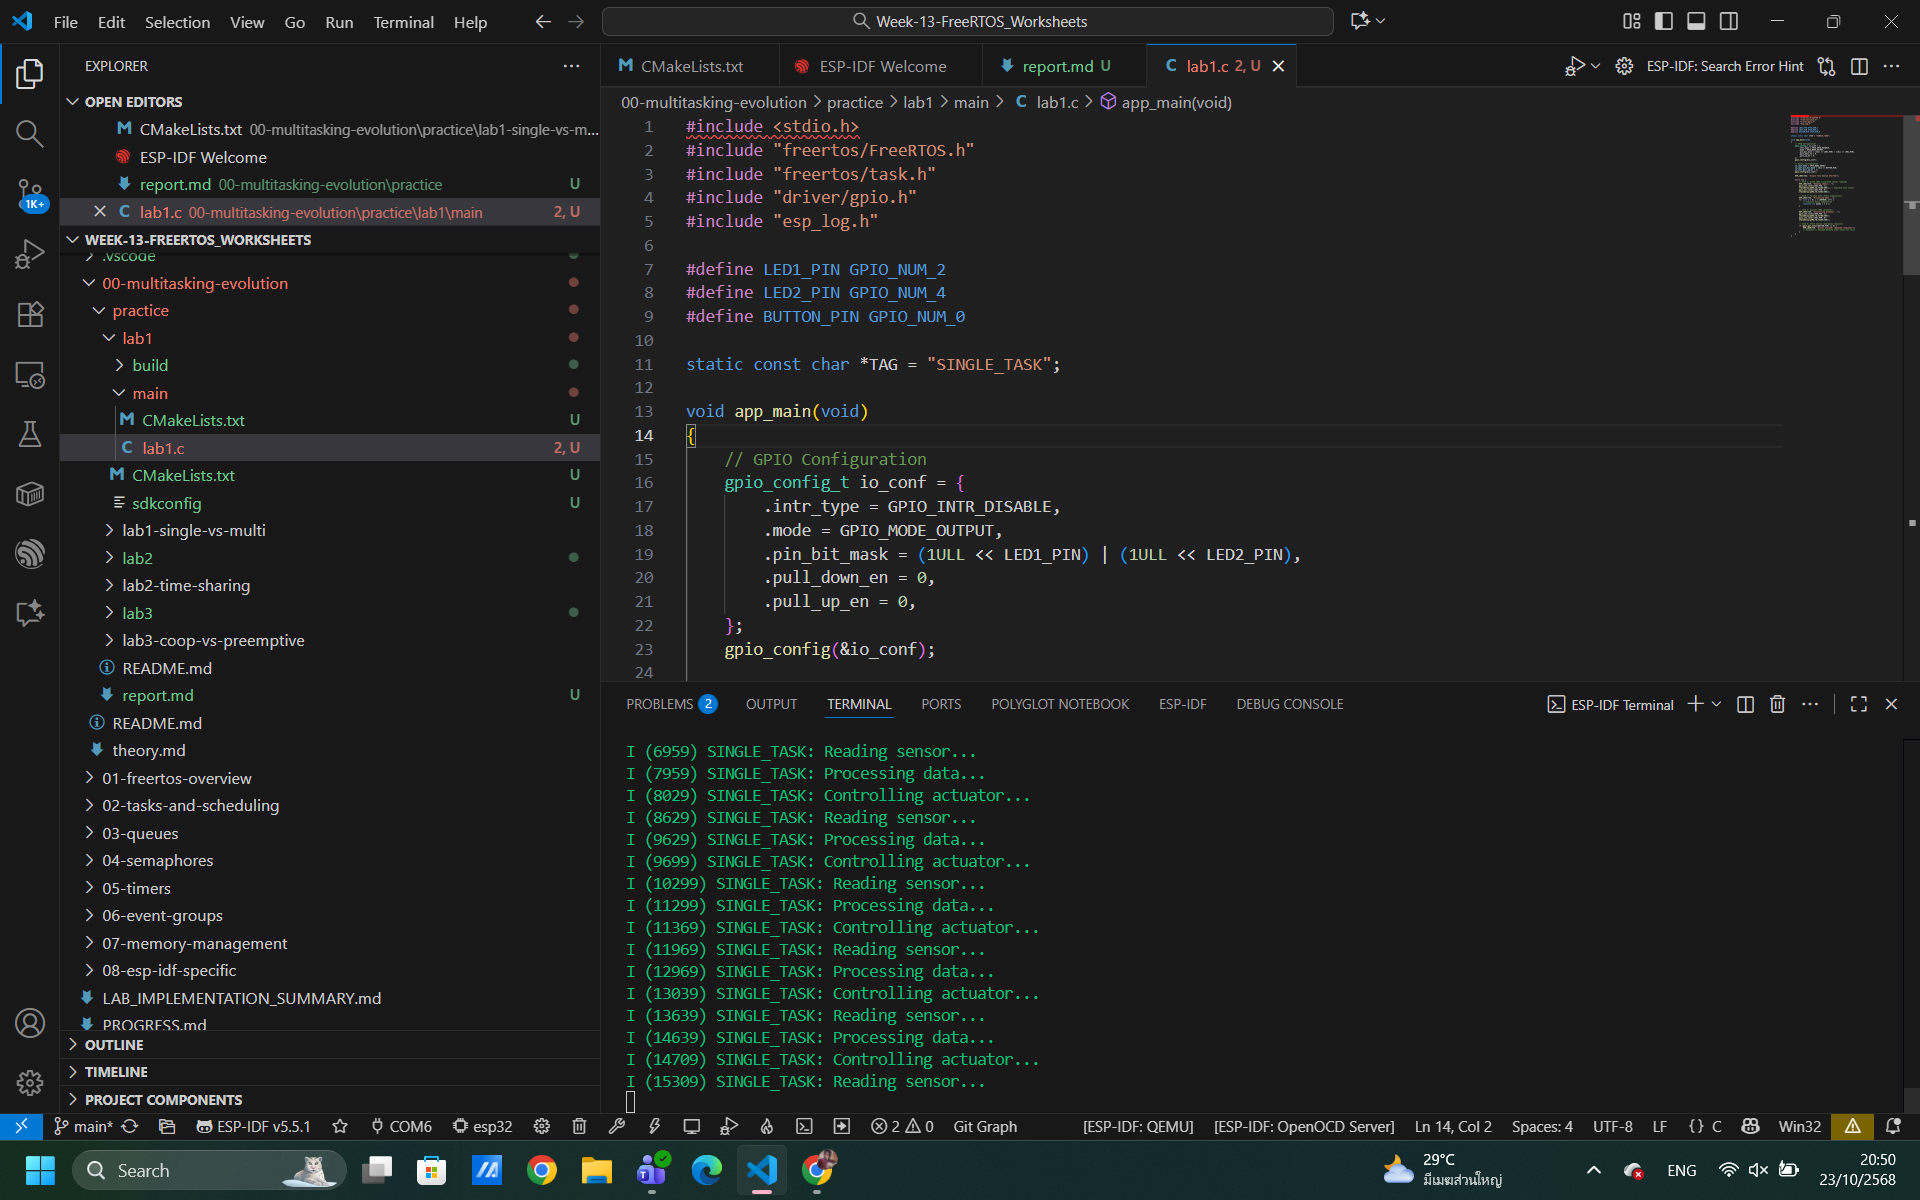 File Edit Selection View Go Run Terminal Help
Week-13-FreeRTOS_Worksheets
EXPLORER
OPEN EDITORS
CMakeLists.txt 00-multitasking-evolution\practice\lab1-single-vs-m...
ESP-IDF Welcome
report.md 00-multitasking-evolution\practice U
lab1.c 00-multitasking-evolution\practice\lab1\main 2, U
1K+
WEEK-13-FREERTOS_WORKSHEETS
.vscode
00-multitasking-evolution
practice
lab1
build
main
CMakeLists.txt U
lab1.c 2, U
CMakeLists.txt U
sdkconfig U
lab1-single-vs-multi
lab2
lab2-time-sharing
lab3
lab3-coop-vs-preemptive
README.md
report.md U
README.md
theory.md
01-freertos-overview
02-tasks-and-scheduling
03-queues
04-semaphores
05-timers
06-event-groups
07-memory-management
08-esp-idf-specific
LAB_IMPLEMENTATION_SUMMARY.md
PROGRESS.md
OUTLINE
TIMELINE
PROJECT COMPONENTS
CMakeLists.txt ESP-IDF Welcome report.md U lab1.c 2, U
ESP-IDF: Search Error Hint
00-multitasking-evolution > practice > lab1 > main > C lab1.c > app_main(void)
1 #include <stdio.h>
2 #include "freertos/FreeRTOS.h"
3 #include "freertos/task.h"
4 #include "driver/gpio.h"
5 #include "esp_log.h"
6
7 #define LED1_PIN GPIO_NUM_2
8 #define LED2_PIN GPIO_NUM_4
9 #define BUTTON_PIN GPIO_NUM_0
10
11 static const char *TAG = "SINGLE_TASK";
12
13 void app_main(void)
14 {
15 // GPIO Configuration
16 gpio_config_t io_conf = {
17 .intr_type = GPIO_INTR_DISABLE,
18 .mode = GPIO_MODE_OUTPUT,
19 .pin_bit_mask = (1ULL << LED1_PIN) | (1ULL << LED2_PIN),
20 .pull_down_en = 0,
21 .pull_up_en = 0,
22 };
23 gpio_config(&io_conf);
24
PROBLEMS 2 OUTPUT TERMINAL PORTS POLYGLOT NOTEBOOK ESP-IDF DEBUG CONSOLE
ESP-IDF Terminal
I (6959) SINGLE_TASK: Reading sensor...
I (7959) SINGLE_TASK: Processing data...
I (8029) SINGLE_TASK: Controlling actuator...
I (8629) SINGLE_TASK: Reading sensor...
I (9629) SINGLE_TASK: Processing data...
I (9699) SINGLE_TASK: Controlling actuator...
I (10299) SINGLE_TASK: Reading sensor...
I (11299) SINGLE_TASK: Processing data...
I (11369) SINGLE_TASK: Controlling actuator...
I (11969) SINGLE_TASK: Reading sensor...
I (12969) SINGLE_TASK: Processing data...
I (13039) SINGLE_TASK: Controlling actuator...
I (13639) SINGLE_TASK: Reading sensor...
I (14639) SINGLE_TASK: Processing data...
I (14709) SINGLE_TASK: Controlling actuator...
I (15309) SINGLE_TASK: Reading sensor...
main* ESP-IDF v5.5.1 COM6 esp32 2 0 Git Graph [ESP-IDF: QEMU] [ESP-IDF: OpenOCD Server] Ln 14, Col 2 Spaces: 4 UTF-8 LF {} C Win32
Search
29°C
มีเมฆส่วนใหญ่
ENG
20:50
23/10/2568